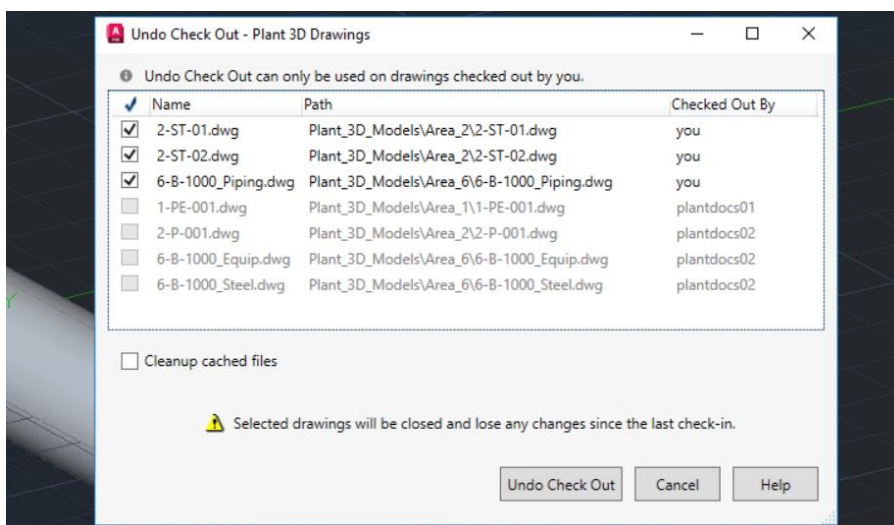 Undo Check Out - Plant 3D Drawings
Undo Check Out can only be used on drawings checked out by you.
Name Path Checked Out By
2-ST-01.dwg Plant_3D_Models\Area_2\2-ST-01.dwg you
2-ST-02.dwg Plant_3D_Models\Area_2\2-ST-02.dwg you
6-B-1000_Piping.dwg Plant_3D_Models\Area_6\6-B-1000_Piping.dwg you
1-PE-001.dwg Plant_3D_Models\Area_1\1-PE-001.dwg plantdocs01
2-P-001.dwg Plant_3D_Models\Area_2\2-P-001.dwg plantdocs02
6-B-1000_Equip.dwg Plant_3D_Models\Area_6\6-B-1000_Equip.dwg plantdocs02
6-B-1000_Steel.dwg Plant_3D_Models\Area_6\6-B-1000_Steel.dwg plantdocs02
Cleanup cached files
Selected drawings will be closed and lose any changes since the last check-in.
Undo Check Out Cancel Help